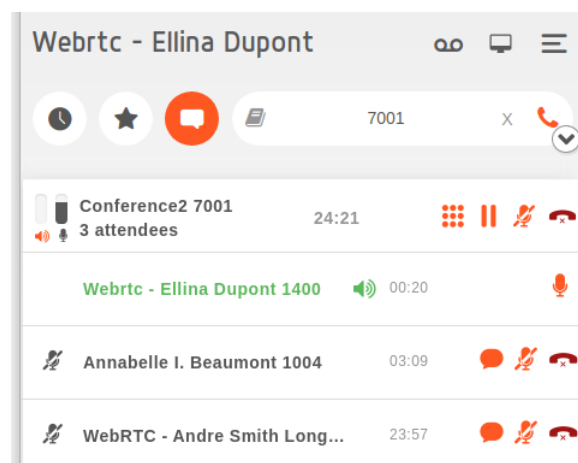 Webrtc - Ellina Dupont
7001 X
Conference2 7001
3 attendees
24:21
Webrtc - Ellina Dupont 1400 00:20
Annabelle I. Beaumont 1004 03:09
WebRTC - Andre Smith Long... 23:57